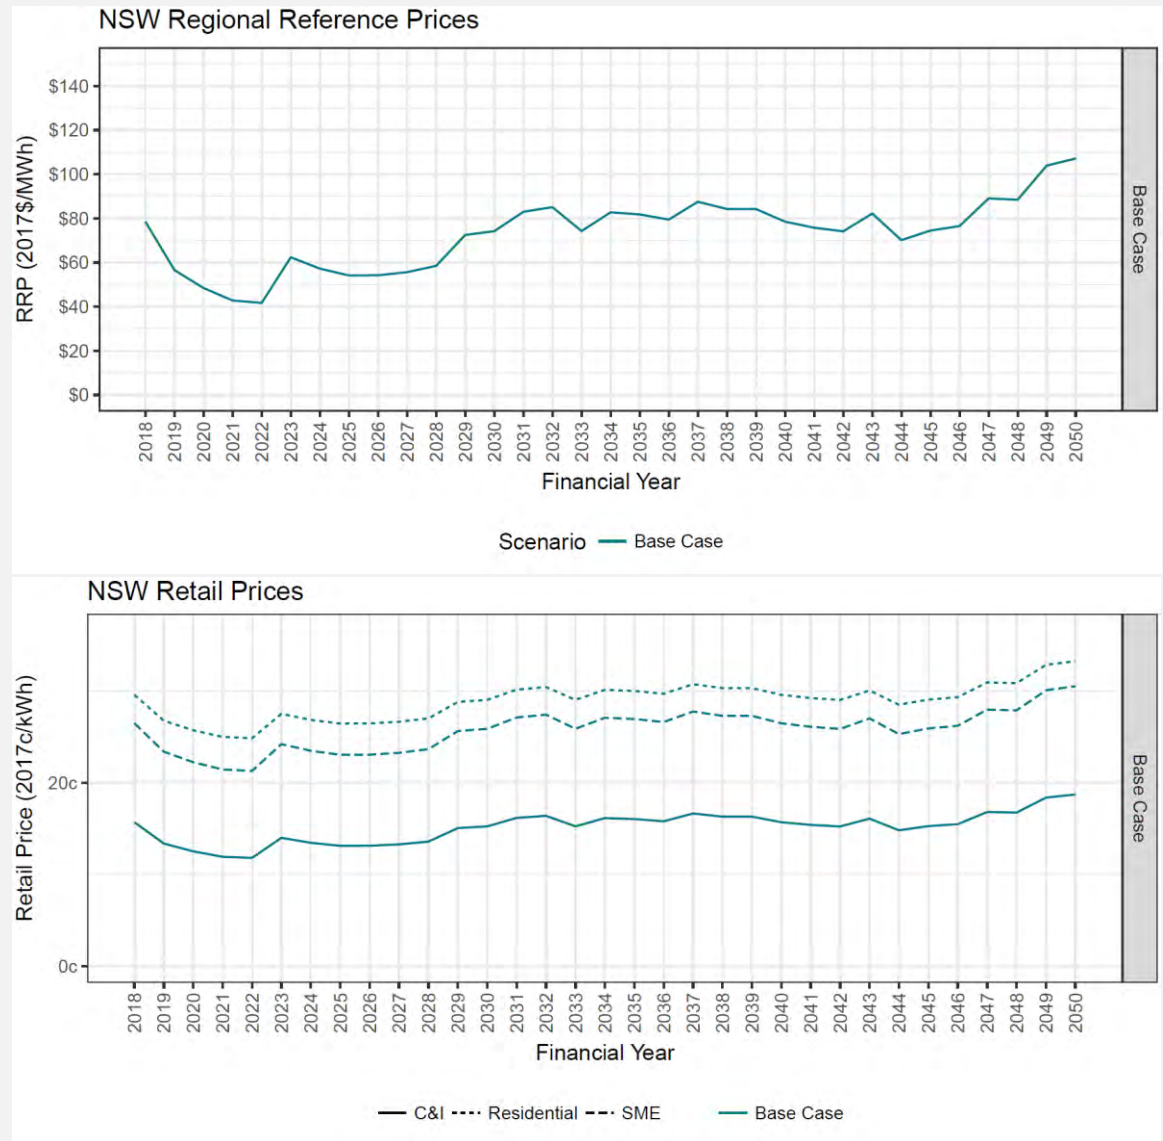 NSW Regional Reference Prices
RRP (2017$/MWh)
$140
$120
$100
$80
$60
$40
$20
$0
Base Case
2018 2019 2020 2021 2022 2023 2024 2025 2026 2027 2028 2029 2030 2031 2032 2033 2034 2035 2036 2037 2038 2039 2040 2041 2042 2043 2044 2045 2046 2047 2048 2049 2050
Financial Year
Scenario Base Case
NSW Retail Prices
Retail Price (2017c/kWh)
20c
0c
Base Case
2018 2019 2020 2021 2022 2023 2024 2025 2026 2027 2028 2029 2030 2031 2032 2033 2034 2035 2036 2037 2038 2039 2040 2041 2042 2043 2044 2045 2046 2047 2048 2049 2050
Financial Year
C&I Residential SME Base Case